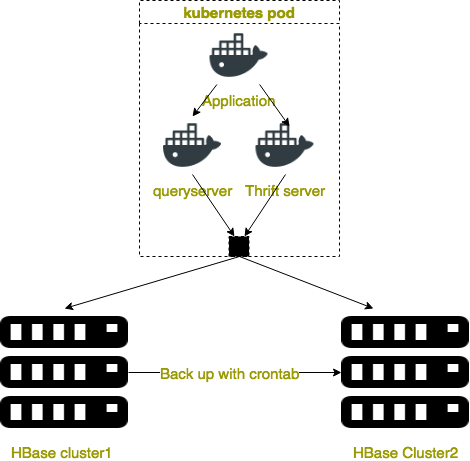 kubernetes pod
Application
queryserver
Thrift server
Back up with crontab
HBase cluster1
HBase Cluster2